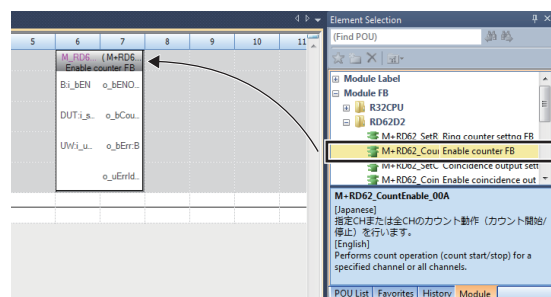 Element Selection
(Find POU)
5 6 7 8 9 10 11
M_RD6... (M+RD6...
Enable counter FB
B:i_bEN o_bENO...
DUT:i_s... o_bCou...
UW:i_u... o_bErr:B
o_uErrId...
Module Label
Module FB
R32CPU
RD62D2
M+RD62_SetR Ring counter settng FB
M+RD62_Cou Enable counter FB
M+RD62_SetC Coincidence output sett
M+RD62_Coin Enable coincidence out
M+RD62_CountEnable_00A
[Japanese]
指定CHまたは全CHのカウント動作（カウント開始/
停止）を行います。
[English]
Performs count operation (count start/stop) for a
specified channel or all channels.
POU List Favorites History Module